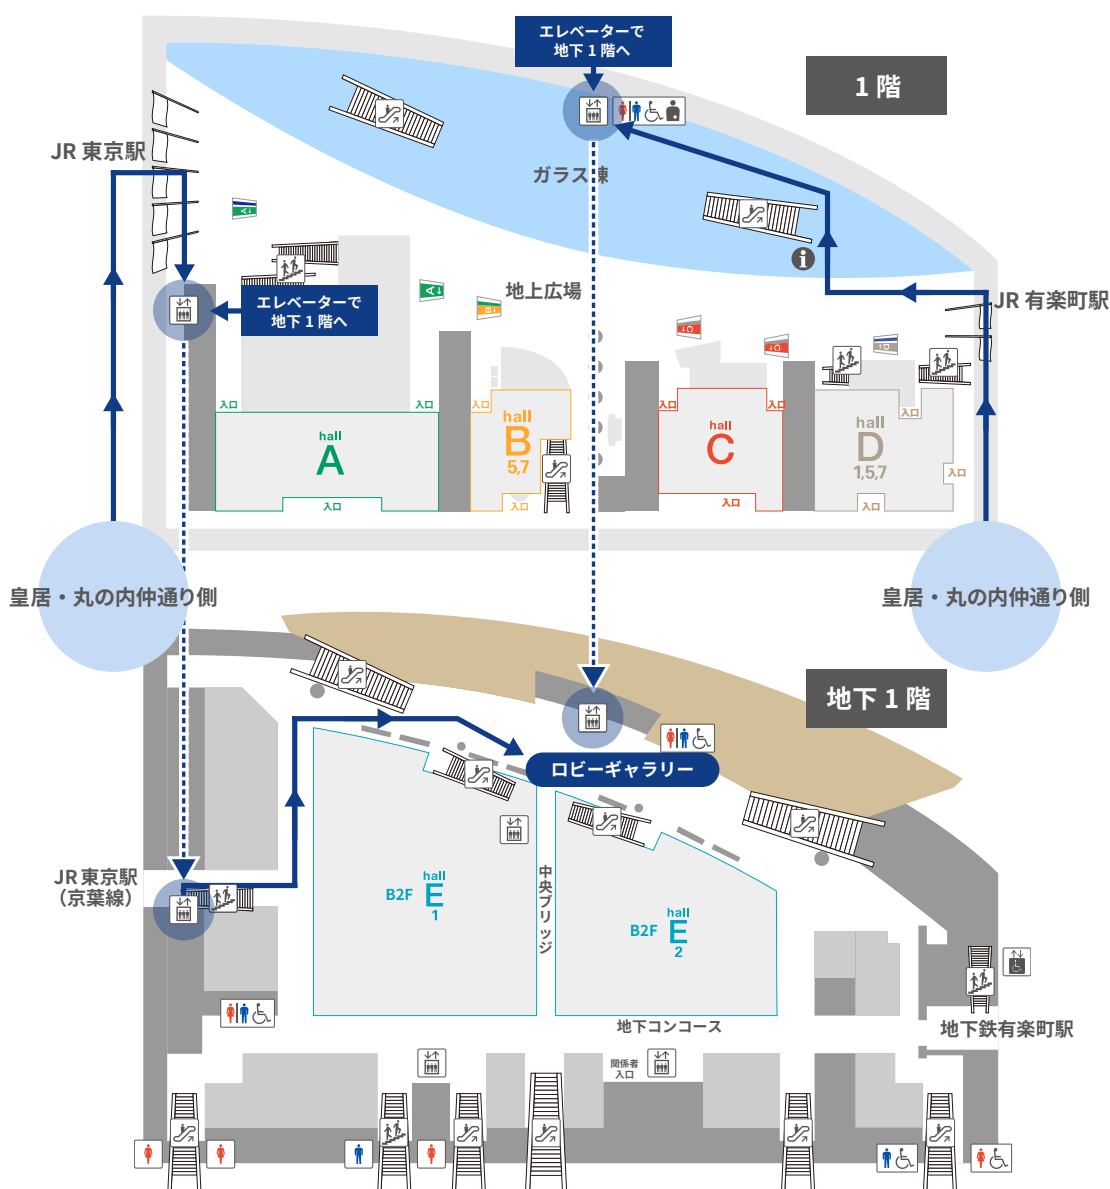 エレベーターで
地下1階へ
1階
JR 東京駅
ガラス棟
地上広場
エレベーターで
地下1階へ
JR 有楽町駅
A
A
B
C
C
D
入口
入口
入口
入口
入口
入口
入口
hall
A
入口
hall
B
5,7
入口
hall
C
入口
hall
D
1,5,7
入口
皇居・丸の内仲通り側
皇居・丸の内仲通り側
地下1階
ロビーギャラリー
JR 東京駅
（京葉線）
B2F
hall
E
1
中央ブリッジ
B2F
hall
E
2
地下コンコース
地下鉄有楽町駅
関係者
入口